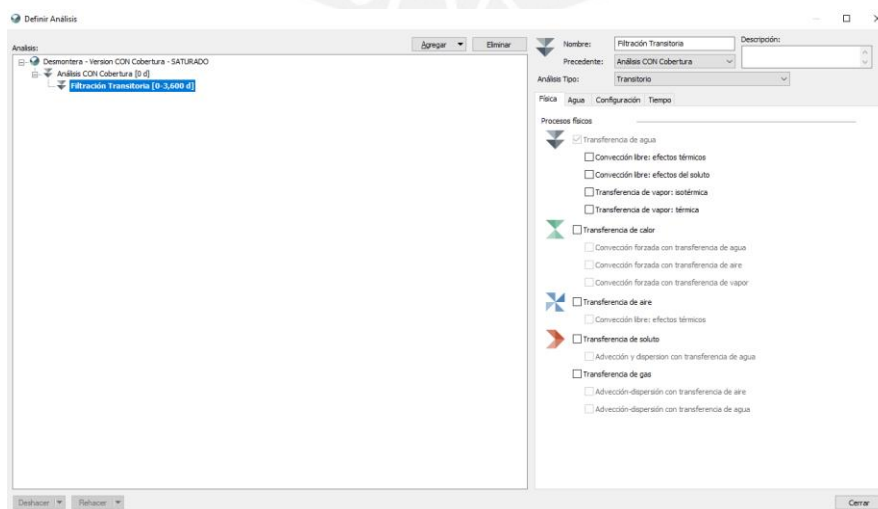 Definir Análisis
Analisis:
Agregar
Eliminar
Desmontera - Version CON Cobertura - SATURADO
Análisis CON Cobertura [0 d]
Filtración Transitoria [0-3,600 d]
Nombre: Filtración Transitoria
Descripción:
Precedente: Análisis CON Cobertura
Análisis Tipo: Transitorio
Física Agua Configuración Tiempo
Procesos físicos
Transferencia de agua
Convección libre: efectos térmicos
Convección libre: efectos del soluto
Transferencia de vapor: isotérmica
Transferencia de vapor: térmica
Transferencia de calor
Convección forzada con transferencia de agua
Convección forzada con transferencia de aire
Convección forzada con transferencia de vapor
Transferencia de aire
Convección libre: efectos térmicos
Transferencia de soluto
Advección y dispersion con transferencia de agua
Transferencia de gas
Advección-dispersión con transferencia de aire
Advección-dispersión con transferencia de agua
Deshacer Rehacer Cerrar